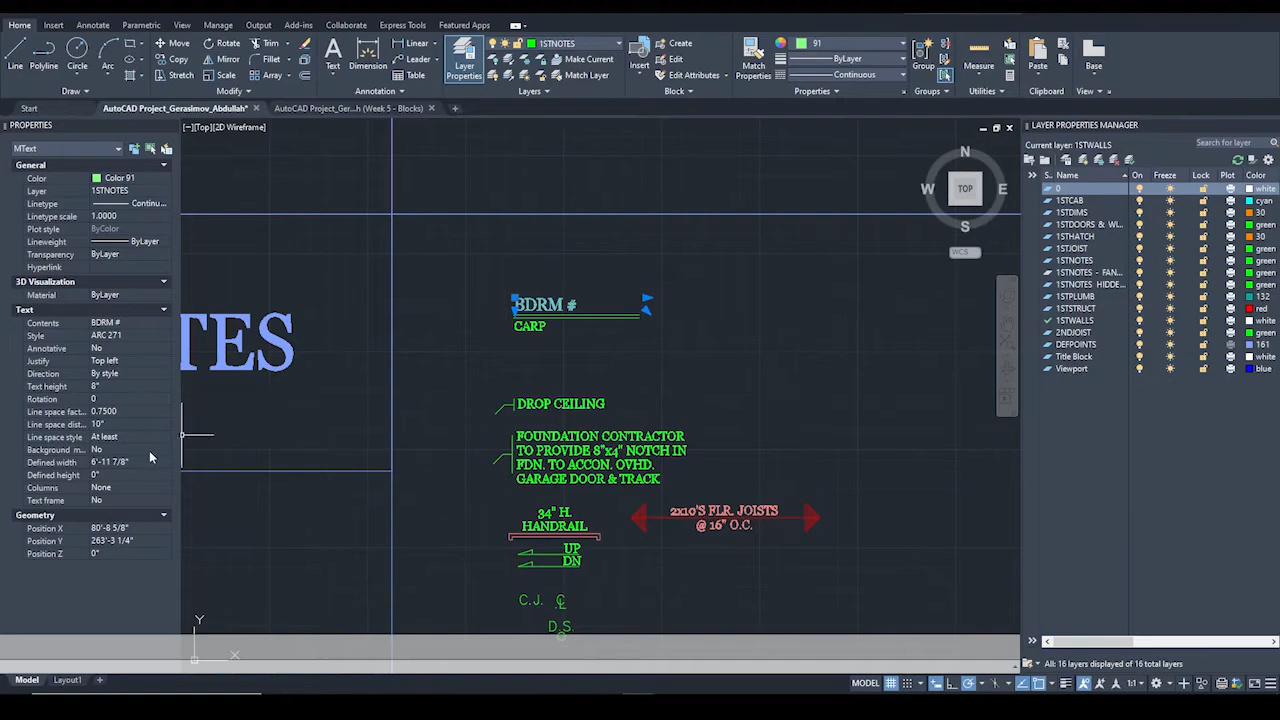 Home Insert Annotate Parametric View Manage Output Add-ins Collaborate Express Tools Featured Apps
Line Polyline Circle Arc
Move Rotate Trim
Copy Mirror Fillet
Stretch Scale Array
Text Dimension
Linear
Leader
Table
Layer Properties
1STNOTES
Make Current
Match Layer
Insert
Create
Edit
Edit Attributes
Match Properties
91
ByLayer
Continuous
Group Measure Paste Base
Draw Modify Annotation Layers Block Properties Groups Utilities Clipboard View
Start AutoCAD Project_Gerasimov_Abdullah* AutoCAD Project_Ger...h (Week 5 - Blocks)
PROPERTIES
MText
General
Color Color 91
Layer 1STNOTES
Linetype Continu...
Linetype scale 1.0000
Plot style ByColor
Lineweight ByLayer
Transparency ByLayer
Hyperlink
3D Visualization
Material ByLayer
Text
Contents BDRM #
Style ARC 271
Annotative No
Justify Top left
Direction By style
Text height 8"
Rotation 0
Line space fact... 0.7500
Line space dist... 10"
Line space style At least
Background m... No
Defined width 6'-11 7/8"
Defined height 0"
Columns None
Text frame No
Geometry
Position X 80'-8 5/8"
Position Y 263'-3 1/4"
Position Z 0"
[−][Top][2D Wireframe]
TES
BDRM #
CARP
DROP CEILING
FOUNDATION CONTRACTOR
TO PROVIDE 8"x4" NOTCH IN
FDN. TO ACCON. OVHD.
GARAGE DOOR & TRACK
34" H.
HANDRAIL
UP
DN
2x10'S FLR. JOISTS
@ 16" O.C.
C.J. ℄
D.S.
Y
X
N
W TOP E
S
WCS
LAYER PROPERTIES MANAGER
Current layer: 1STWALLS
Search for layer
S.. Name On Freeze Lock Plot Color
0 white
1STCAB cyan
1STDIMS 30
1STDOORS & WI... green
1STHATCH 30
1STJOIST green
1STNOTES green
1STNOTES - FAN... green
1STNOTES HIDDE... green
1STPLUMB 132
1STSTRUCT red
1STWALLS white
2NDJOIST green
DEFPOINTS 161
Title Block white
Viewport blue
All: 16 layers displayed of 16 total layers
Model Layout1
MODEL
1:1